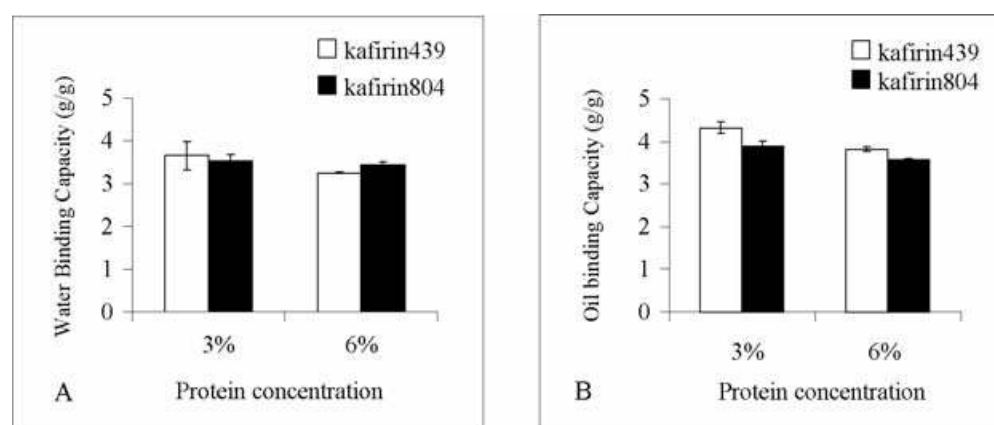 kafirin439
kafirin804
Water Binding Capacity (g/g)
5
4
3
2
1
0
3% 6%
A Protein concentration
kafirin439
kafirin804
Oil binding Capacity (g/g)
5
4
3
2
1
0
3% 6%
B Protein concentration